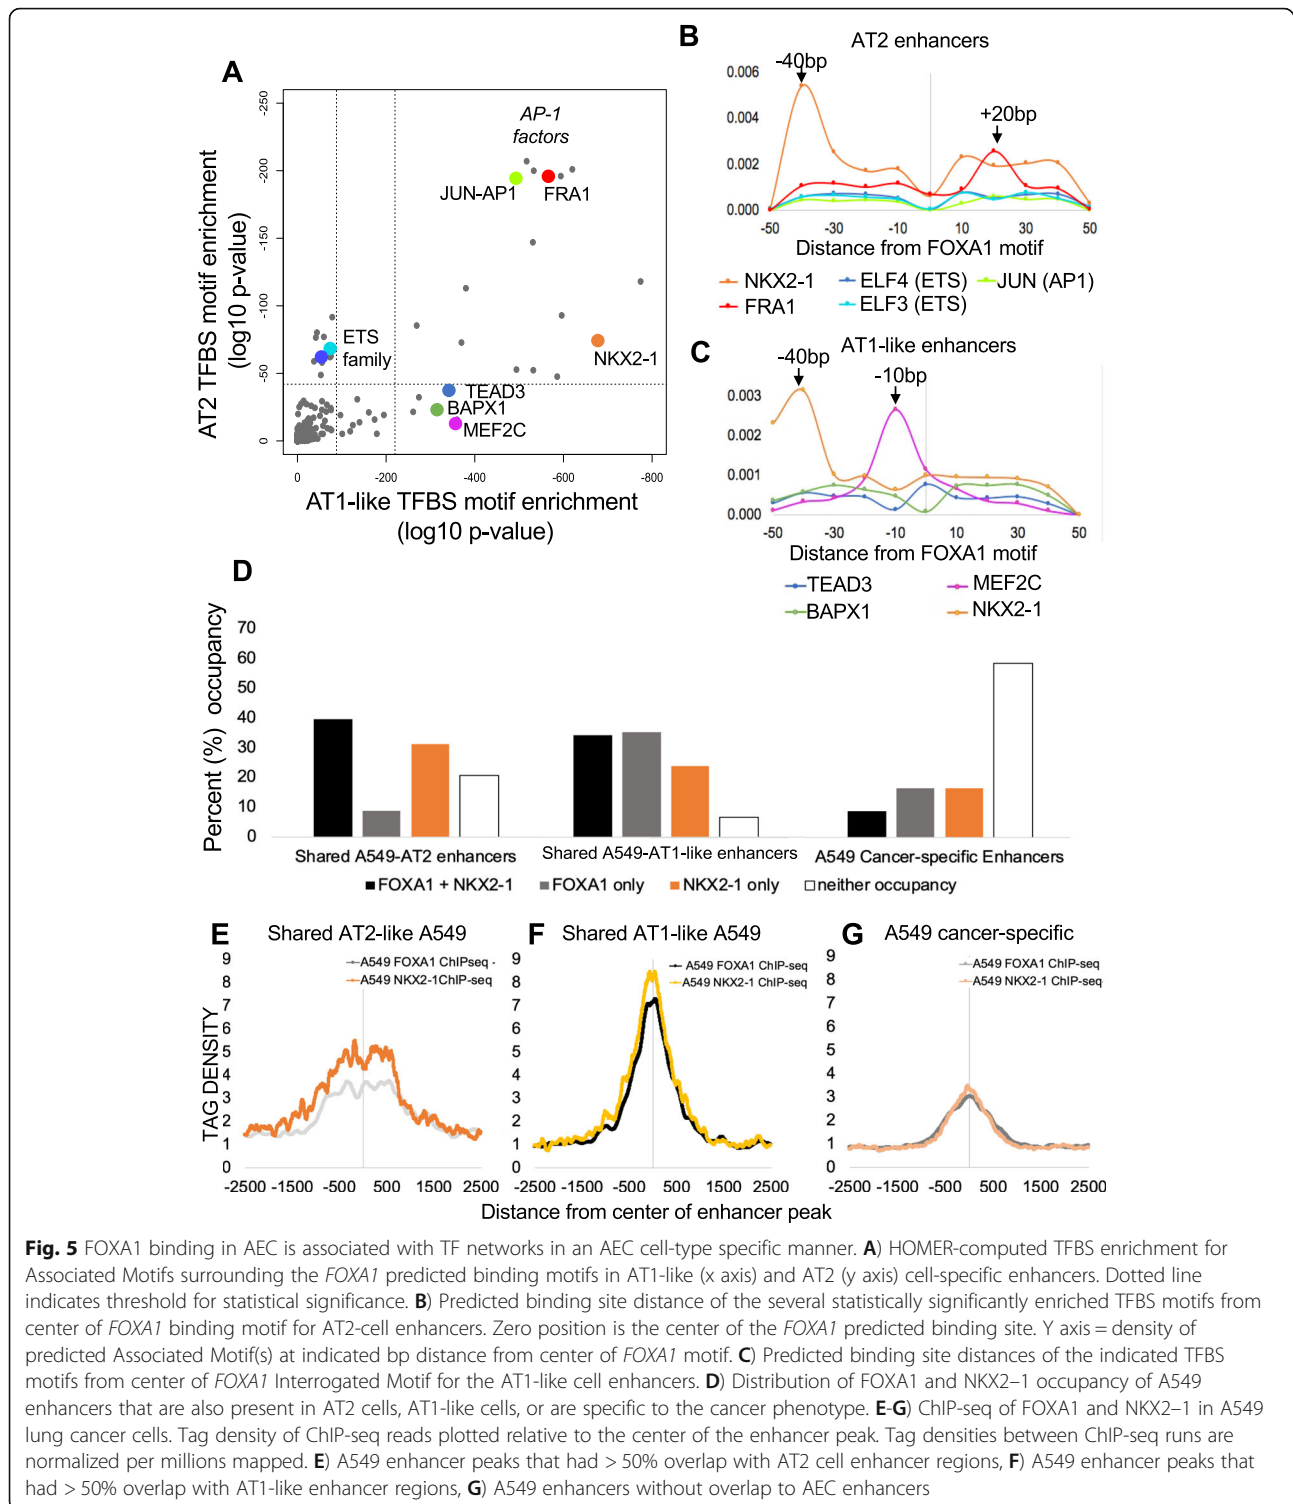 A
AT2 TFBS motif enrichment
(log10 p-value)
-250
-200
-150
-100
-50
0
AP-1
factors
JUN-AP1
FRA1
ETS
family
NKX2-1
TEAD3
BAPX1
MEF2C
0
-200
-400
-600
-800
AT1-like TFBS motif enrichment
(log10 p-value)
B
AT2 enhancers
-40bp
+20bp
0.006
0.004
0.002
0.000
-50
-30
-10
10
30
50
Distance from FOXA1 motif
NKX2-1
ELF4 (ETS)
JUN (AP1)
FRA1
ELF3 (ETS)
C
AT1-like enhancers
-40bp
-10bp
0.003
0.002
0.001
0.000
-50
-30
-10
10
30
50
Distance from FOXA1 motif
TEAD3
MEF2C
BAPX1
NKX2-1
D
Percent (%) occupancy
70
60
50
40
30
20
10
0
Shared A549-AT2 enhancers
Shared A549-AT1-like enhancers
A549 Cancer-specific Enhancers
FOXA1 + NKX2-1
FOXA1 only
NKX2-1 only
neither occupancy
E
Shared AT2-like A549
A549 FOXA1 ChIPseq -
A549 NKX2-1ChIP-seq
TAG DENSITY
9
8
7
6
5
4
3
2
1
0
-2500 -1500 -500 500 1500 2500
F
Shared AT1-like A549
A549 FOXA1 ChIP-seq
A549 NKX2-1 ChIP-seq
9
8
7
6
5
4
3
2
1
0
-2500 -1500 -500 500 1500 2500
G
A549 cancer-specific
A549 FOXA1 ChIP-seq
A549 NKX2-1 ChIP-seq
9
8
7
6
5
4
3
2
1
0
-2500 -1500 -500 500 1500 2500
Distance from center of enhancer peak
Fig. 5 FOXA1 binding in AEC is associated with TF networks in an AEC cell-type specific manner. A) HOMER-computed TFBS enrichment for
Associated Motifs surrounding the FOXA1 predicted binding motifs in AT1-like (x axis) and AT2 (y axis) cell-specific enhancers. Dotted line
indicates threshold for statistical significance. B) Predicted binding site distance of the several statistically significantly enriched TFBS motifs from
center of FOXA1 binding motif for AT2-cell enhancers. Zero position is the center of the FOXA1 predicted binding site. Y axis = density of
predicted Associated Motif(s) at indicated bp distance from center of FOXA1 motif. C) Predicted binding site distances of the indicated TFBS
motifs from center of FOXA1 Interrogated Motif for the AT1-like cell enhancers. D) Distribution of FOXA1 and NKX2–1 occupancy of A549
enhancers that are also present in AT2 cells, AT1-like cells, or are specific to the cancer phenotype. E-G) ChIP-seq of FOXA1 and NKX2–1 in A549
lung cancer cells. Tag density of ChIP-seq reads plotted relative to the center of the enhancer peak. Tag densities between ChIP-seq runs are
normalized per millions mapped. E) A549 enhancer peaks that had > 50% overlap with AT2 cell enhancer regions, F) A549 enhancer peaks that
had > 50% overlap with AT1-like enhancer regions, G) A549 enhancers without overlap to AEC enhancers